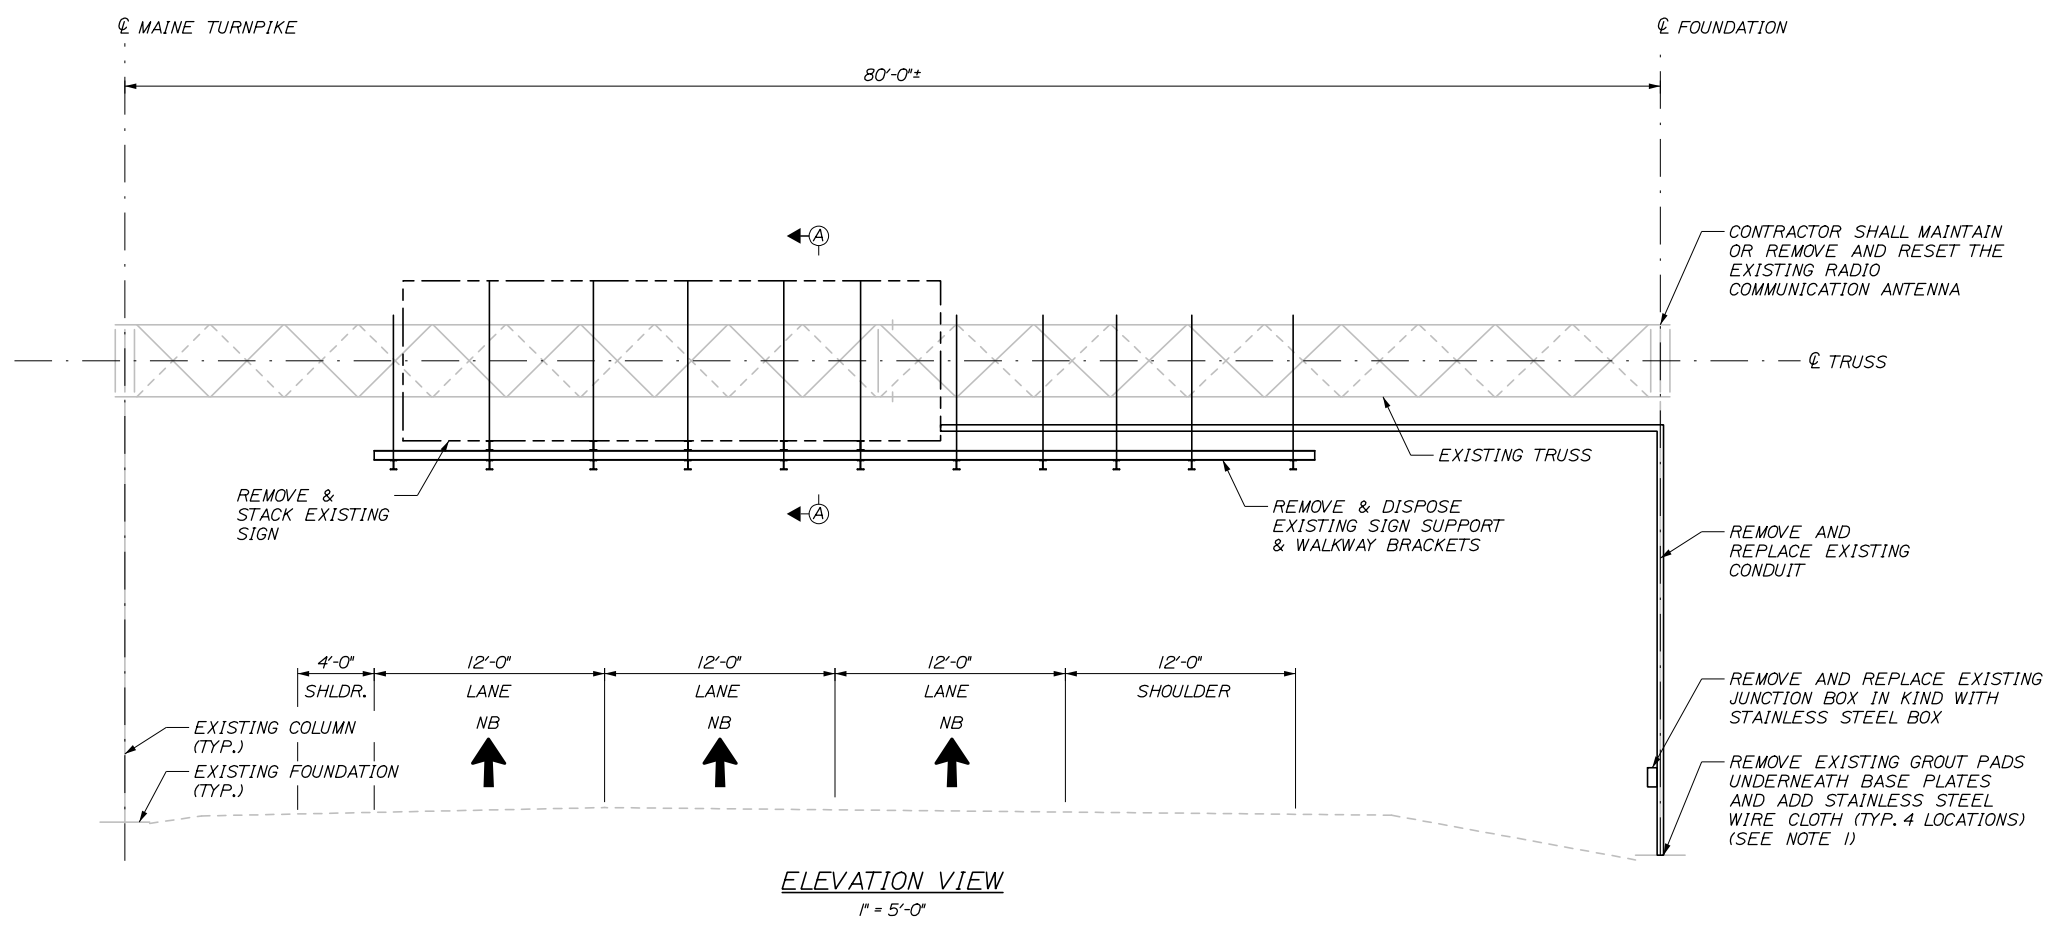 ℄ MAINE TURNPIKE
℄ FOUNDATION
80'-0"±
A
CONTRACTOR SHALL MAINTAIN
OR REMOVE AND RESET THE
EXISTING RADIO
COMMUNICATION ANTENNA
℄ TRUSS
EXISTING TRUSS
REMOVE &
STACK EXISTING
SIGN
A
REMOVE & DISPOSE
EXISTING SIGN SUPPORT
& WALKWAY BRACKETS
REMOVE AND
REPLACE EXISTING
CONDUIT
4'-0"
12'-0"
12'-0"
12'-0"
12'-0"
SHLDR.
LANE
LANE
LANE
SHOULDER
NB
NB
NB
EXISTING COLUMN
(TYP.)
EXISTING FOUNDATION
(TYP.)
REMOVE AND REPLACE EXISTING
JUNCTION BOX IN KIND WITH
STAINLESS STEEL BOX
REMOVE EXISTING GROUT PADS
UNDERNEATH BASE PLATES
AND ADD STAINLESS STEEL
WIRE CLOTH (TYP. 4 LOCATIONS)
(SEE NOTE 1)
ELEVATION VIEW
1" = 5'-0"